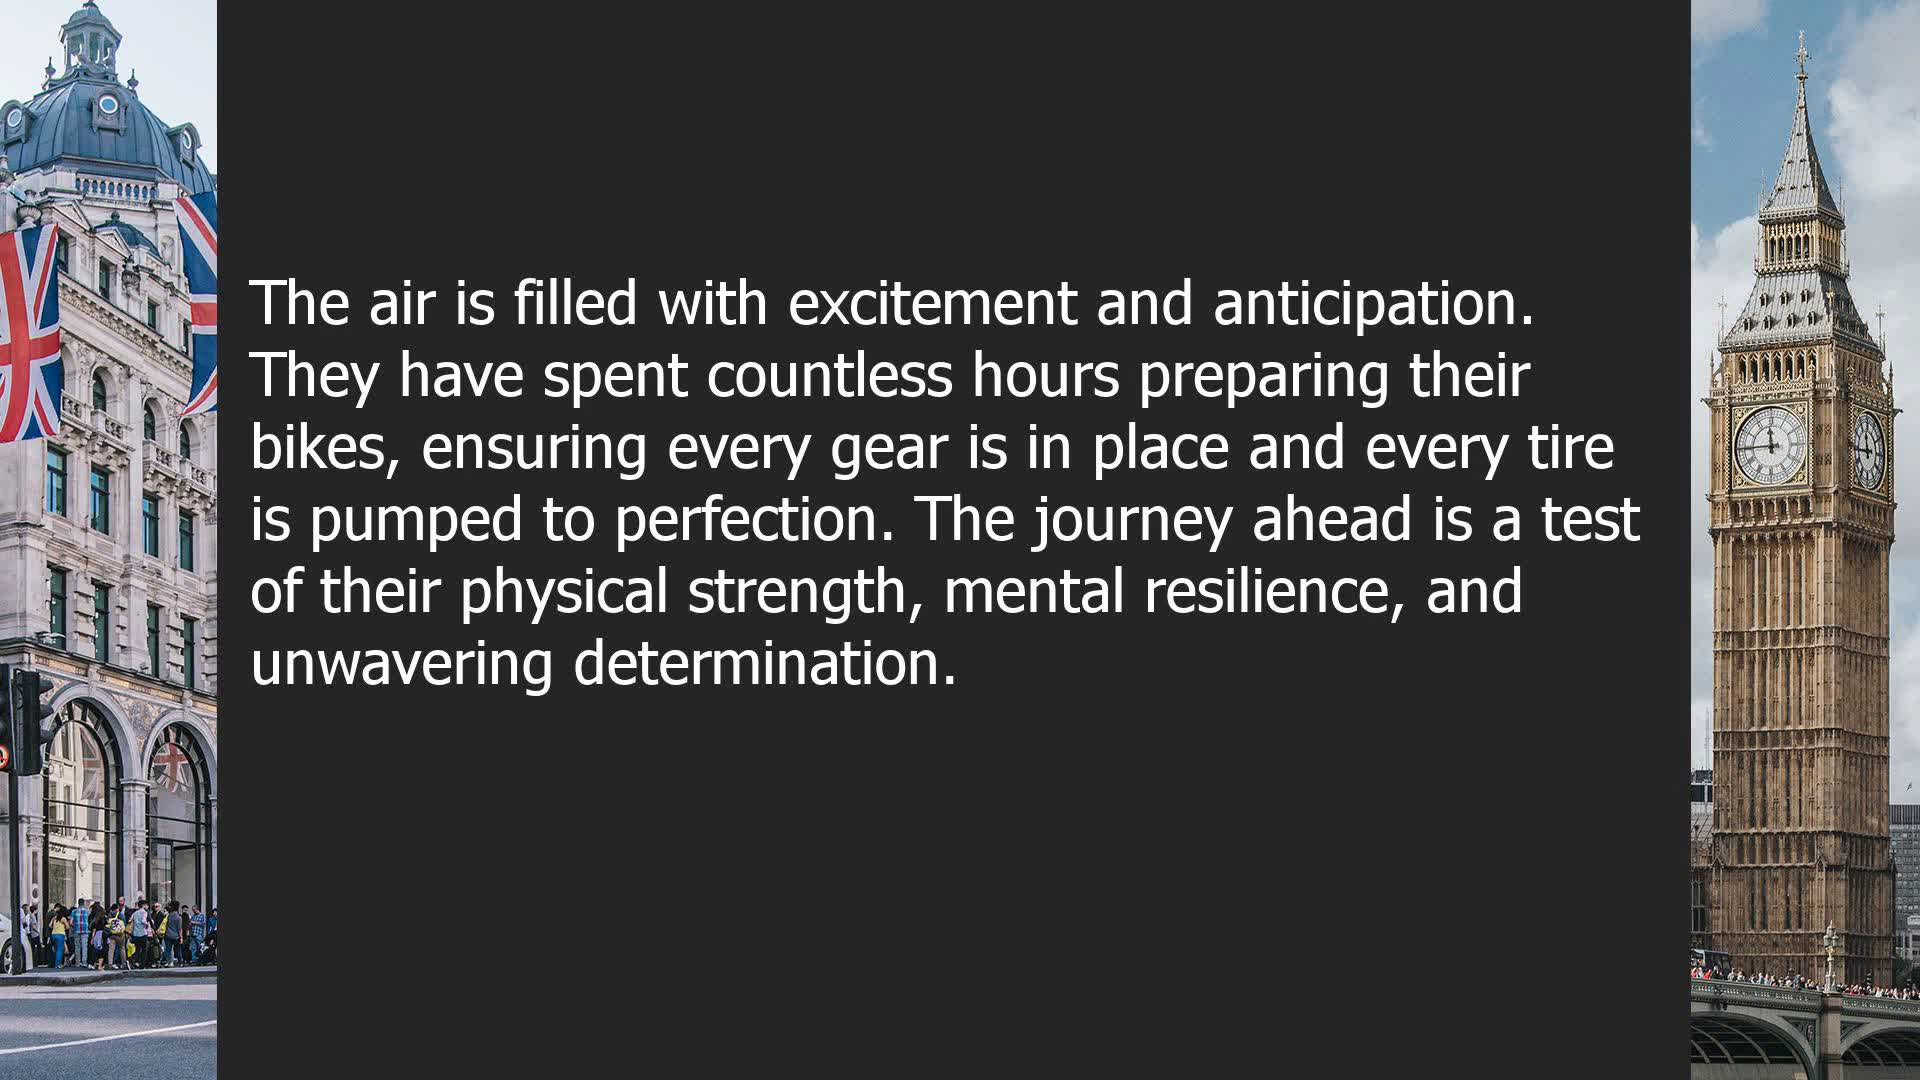 The air is filled with excitement and anticipation.
They have spent countless hours preparing their
bikes, ensuring every gear is in place and every tire
is pumped to perfection. The journey ahead is a test
of their physical strength, mental resilience, and
unwavering determination.